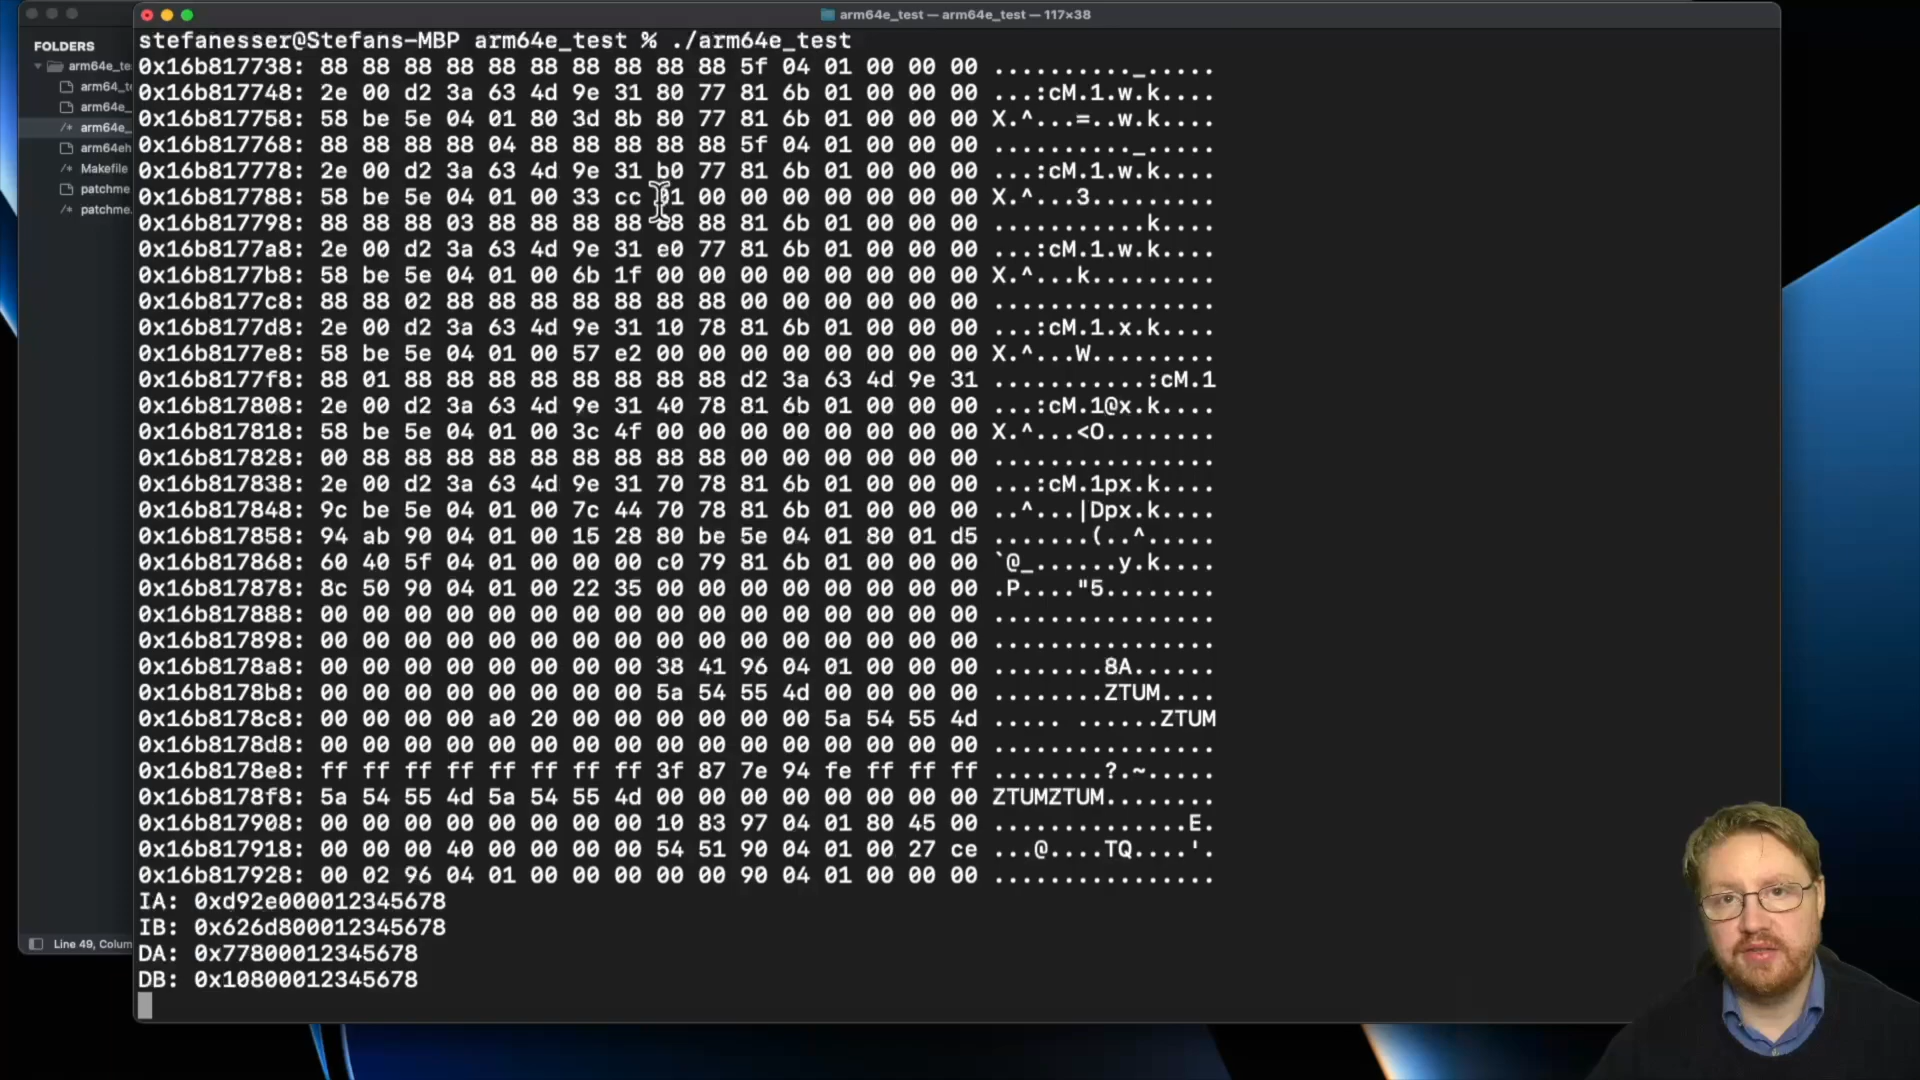 arm64e_test — arm64e_test — 117×38
FOLDERS
arm64e_te
arm64_t
arm64e_
arm64e_
arm64eh
Makefile
patchme.
patchme.
Line 49, Colum
stefanesser@Stefans-MBP arm64e_test % ./arm64e_test
0x16b817738: 88 88 88 88 88 88 88 88 88 88 5f 04 01 00 00 00 .........._.....
0x16b817748: 2e 00 d2 3a 63 4d 9e 31 80 77 81 6b 01 00 00 00 ...:cM.1.w.k....
0x16b817758: 58 be 5e 04 01 80 3d 8b 80 77 81 6b 01 00 00 00 X.^...=..w.k....
0x16b817768: 88 88 88 88 04 88 88 88 88 88 5f 04 01 00 00 00 .........._.....
0x16b817778: 2e 00 d2 3a 63 4d 9e 31 b0 77 81 6b 01 00 00 00 ...:cM.1.w.k....
0x16b817788: 58 be 5e 04 01 00 33 cc 01 00 00 00 00 00 00 00 X.^...3.........
0x16b817798: 88 88 88 03 88 88 88 88 88 88 81 6b 01 00 00 00 ...........k....
0x16b8177a8: 2e 00 d2 3a 63 4d 9e 31 e0 77 81 6b 01 00 00 00 ...:cM.1.w.k....
0x16b8177b8: 58 be 5e 04 01 00 6b 1f 00 00 00 00 00 00 00 00 X.^...k.........
0x16b8177c8: 88 88 02 88 88 88 88 88 88 88 00 00 00 00 00 00 ................
0x16b8177d8: 2e 00 d2 3a 63 4d 9e 31 10 78 81 6b 01 00 00 00 ...:cM.1.x.k....
0x16b8177e8: 58 be 5e 04 01 00 57 e2 00 00 00 00 00 00 00 00 X.^...W.........
0x16b8177f8: 88 01 88 88 88 88 88 88 88 88 d2 3a 63 4d 9e 31 ...........:cM.1
0x16b817808: 2e 00 d2 3a 63 4d 9e 31 40 78 81 6b 01 00 00 00 ...:cM.1@x.k....
0x16b817818: 58 be 5e 04 01 00 3c 4f 00 00 00 00 00 00 00 00 X.^...<O........
0x16b817828: 00 88 88 88 88 88 88 88 88 88 00 00 00 00 00 00 ................
0x16b817838: 2e 00 d2 3a 63 4d 9e 31 70 78 81 6b 01 00 00 00 ...:cM.1px.k....
0x16b817848: 9c be 5e 04 01 00 7c 44 70 78 81 6b 01 00 00 00 ..^...|Dpx.k....
0x16b817858: 94 ab 90 04 01 00 15 28 80 be 5e 04 01 80 01 d5 .......(..^.....
0x16b817868: 60 40 5f 04 01 00 00 00 c0 79 81 6b 01 00 00 00 `@_......y.k....
0x16b817878: 8c 50 90 04 01 00 22 35 00 00 00 00 00 00 00 00 .P...."5........
0x16b817888: 00 00 00 00 00 00 00 00 00 00 00 00 00 00 00 00 ................
0x16b817898: 00 00 00 00 00 00 00 00 00 00 00 00 00 00 00 00 ................
0x16b8178a8: 00 00 00 00 00 00 00 00 38 41 96 04 01 00 00 00 ........8A......
0x16b8178b8: 00 00 00 00 00 00 00 00 5a 54 55 4d 00 00 00 00 ........ZTUM....
0x16b8178c8: 00 00 00 00 a0 20 00 00 00 00 00 00 5a 54 55 4d ..... ......ZTUM
0x16b8178d8: 00 00 00 00 00 00 00 00 00 00 00 00 00 00 00 00 ................
0x16b8178e8: ff ff ff ff ff ff ff ff 3f 87 7e 94 fe ff ff ff ........?.~.....
0x16b8178f8: 5a 54 55 4d 5a 54 55 4d 00 00 00 00 00 00 00 00 ZTUMZTUM........
0x16b817908: 00 00 00 00 00 00 00 00 10 83 97 04 01 80 45 00 ..............E.
0x16b817918: 00 00 00 40 00 00 00 00 54 51 90 04 01 00 27 ce ...@....TQ....'.
0x16b817928: 00 02 96 04 01 00 00 00 00 00 90 04 01 00 00 00 ................
IA: 0xd92e000012345678
IB: 0x626d800012345678
DA: 0x77800012345678
DB: 0x10800012345678